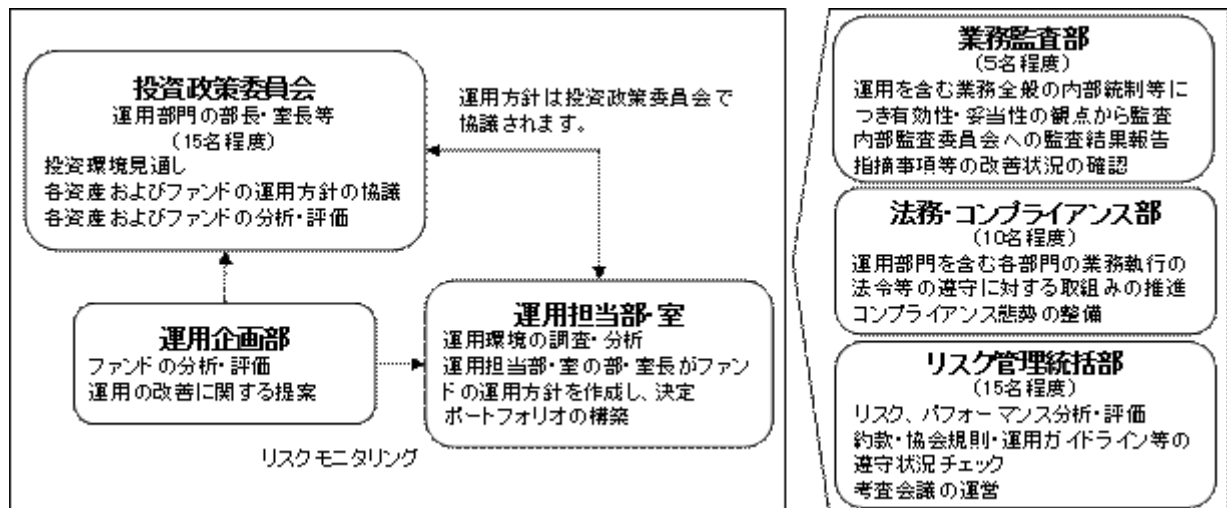 投資政策委員会
運用部門の部長・室長等
(15名程度)
投資環境見通し
各資産およびファンドの運用方針の協議
各資産およびファンドの分析・評価
運用方針は投資政策委員会で
協議されます。
運用企画部
ファンドの分析・評価
運用の改善に関する提案
運用担当部・室
運用環境の調査・分析
運用担当部・室の部・室長がファン
ドの運用方針を作成し、決定
ポートフォリオの構築
リスクモニタリング
業務監査部
(5名程度)
運用を含む業務全般の内部統制等に
つき有効性・妥当性の観点から監査
内部監査委員会への監査結果報告
指摘事項等の改善状況の確認
法務・コンプライアンス部
(10名程度)
運用部門を含む各部門の業務執行の
法令等の遵守に対する取組みの推進
コンプライアンス態勢の整備
リスク管理統括部
(15名程度)
リスク、パフォーマンス分析・評価
約款・協会規則・運用ガイドライン等の
遵守状況チェック
考査会議の運営